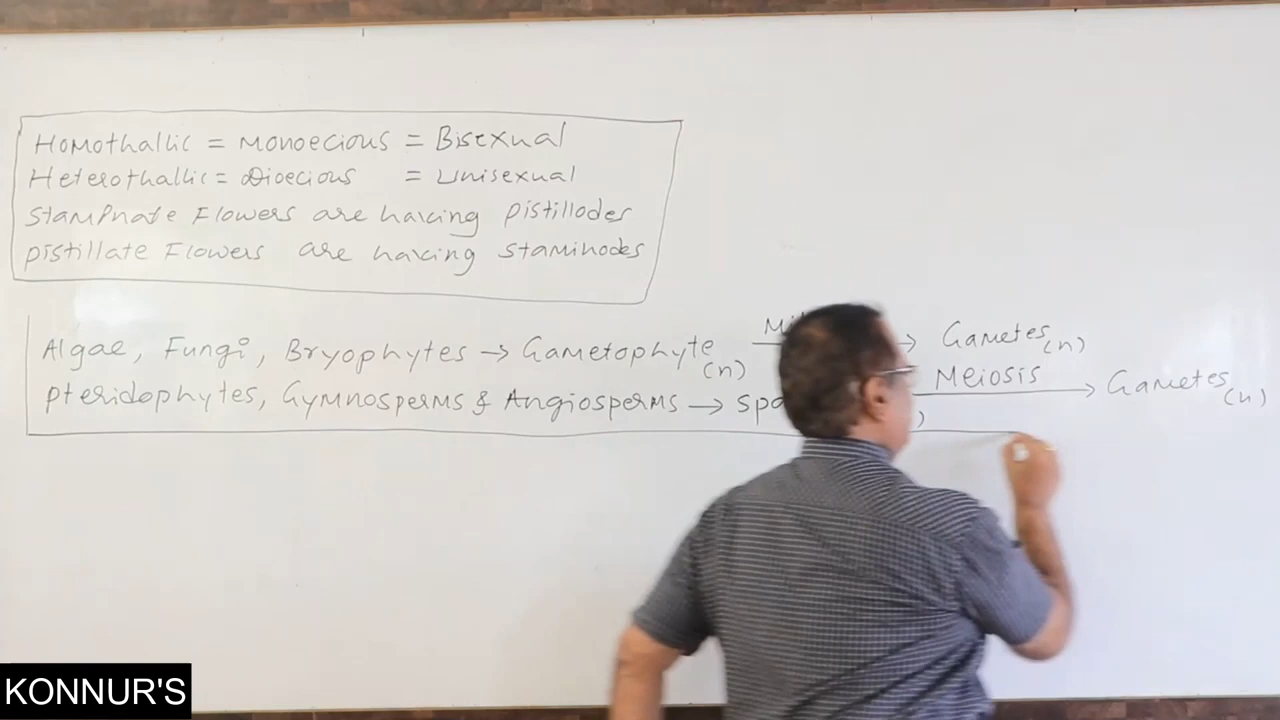 Homothallic = Monoecious = Bisexual
Heterothallic = Dioecious = Unisexual
Staminate Flowers are having pistillodes
pistillate Flowers are having staminodes
Algae, Fungi, Bryophytes → Gametophyte (n) → Gametes (n)
pteridophytes, Gymnosperms & Angiosperms → Meiosis → Gametes (n)
KONNUR'S